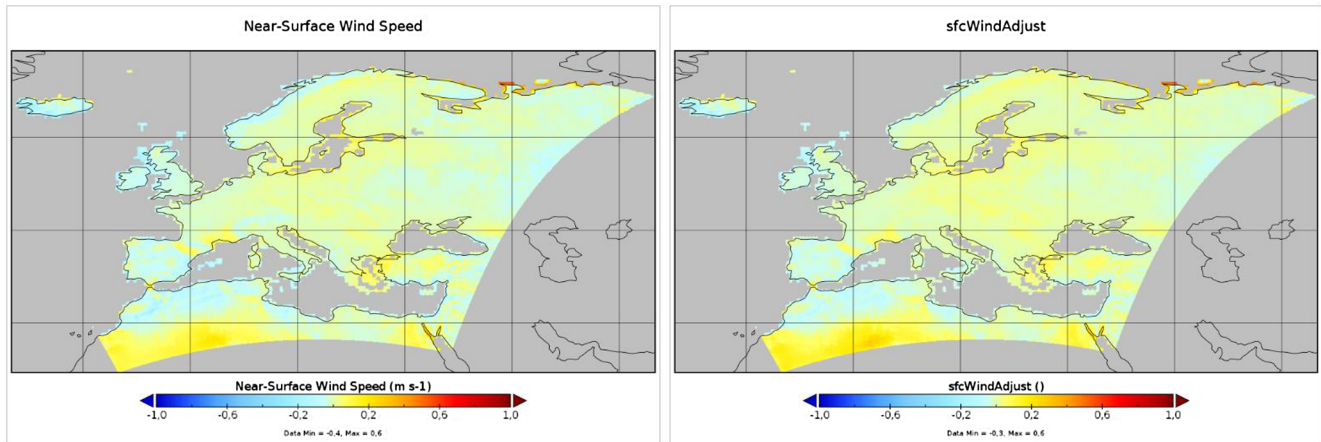 Near-Surface Wind Speed
Near-Surface Wind Speed (m s-1)
-1,0 -0,6 -0,2 0,2 0,6 1,0
Data Min = -0,4, Max = 0,6
sfcWindAdjust
sfcWindAdjust ()
-1,0 -0,6 -0,2 0,2 0,6 1,0
Data Min = -0,3, Max = 0,6